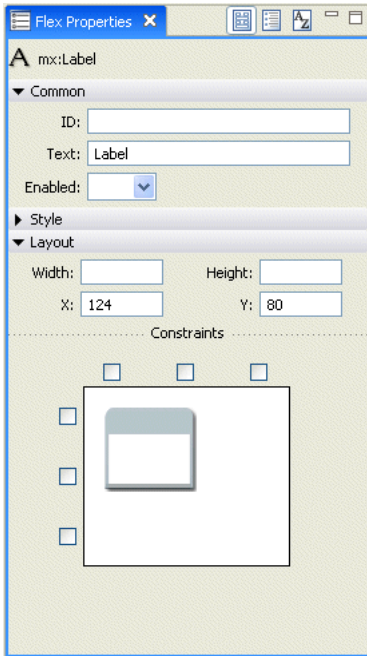 Flex Properties
A mx:Label
Common
ID:
Text: Label
Enabled:
Style
Layout
Width: Height:
X: 124 Y: 80
Constraints